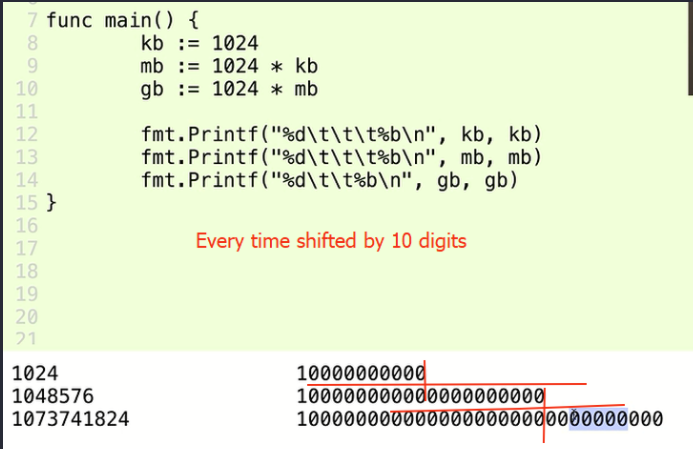 7 func main() {
8 kb := 1024
9 mb := 1024 * kb
10 gb := 1024 * mb
11
12 fmt.Printf("%d\t\t\t%b\n", kb, kb)
13 fmt.Printf("%d\t\t\t%b\n", mb, mb)
14 fmt.Printf("%d\t\t%b\n", gb, gb)
15 }
16
Every time shifted by 10 digits
17
18
19
20
21
1024 10000000000
1048576 100000000000000000000
1073741824 1000000000000000000000000000000